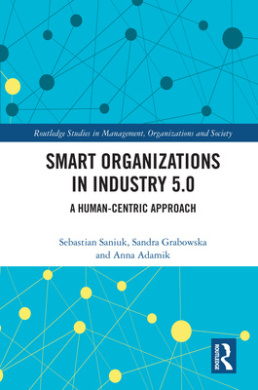 Routledge Studies in Management, Organizations and Society
SMART ORGANIZATIONS
IN INDUSTRY 5.0
A HUMAN-CENTRIC APPROACH
Sebastian Saniuk, Sandra Grabowska
and Anna Adamik
ROUTLEDGE